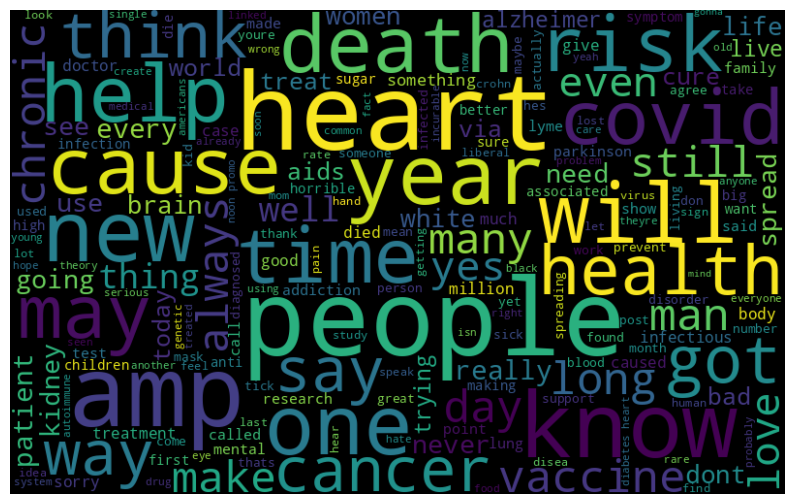 look
single
youre
create
think
death
risk
women
alzheimer
symptom
gonna
made
die
doctor
wrong
yeah
old
life
give
live
family
chronic
help
world
treat
sugar
crohn
something
now
maybe
actually
even
cure
agree
take
medical
americans
heart
covid
see
every
case
soon
fact
better
hes
infected
incurable
via
lyme
lost
care
infection
kid
already
common
someone
sure
liberal
parkinson
problem
cause
year
still
use
brain
aids
rate
horrible
mom
hand
noon promo
need
associated
anyone
spread
used
high
young
lot
hope
theory
new
always
well
white
much
died
mean
will
virus
don
big
show
sign
want
theyre
said
let
living
time
thank
good
pain
getting
many
work
prevent
health
going
thing
serious
genetic
treated
diagnosed
today
call
using
addiction
million
person
yes
black
yet
right
spreading
disorder
mind
everyone
body
may
seen
people
study
isn
sick
found
post
man
number
infectious
month
test
mask
feel
anti
children
another
tick
say
speak
really
making
long
blood
caused
got
patient
kidney
autoimmune
amp
research
great
trying
day
support
human
bad
love
way
treatment
come
called
last
one
hear
hate
never
point
lung
know
diabetes heart
rare
probably
first
eye
mental
disea
idea
system
sorry
drug
make
thats
cancer
food
vaccine
dont
find